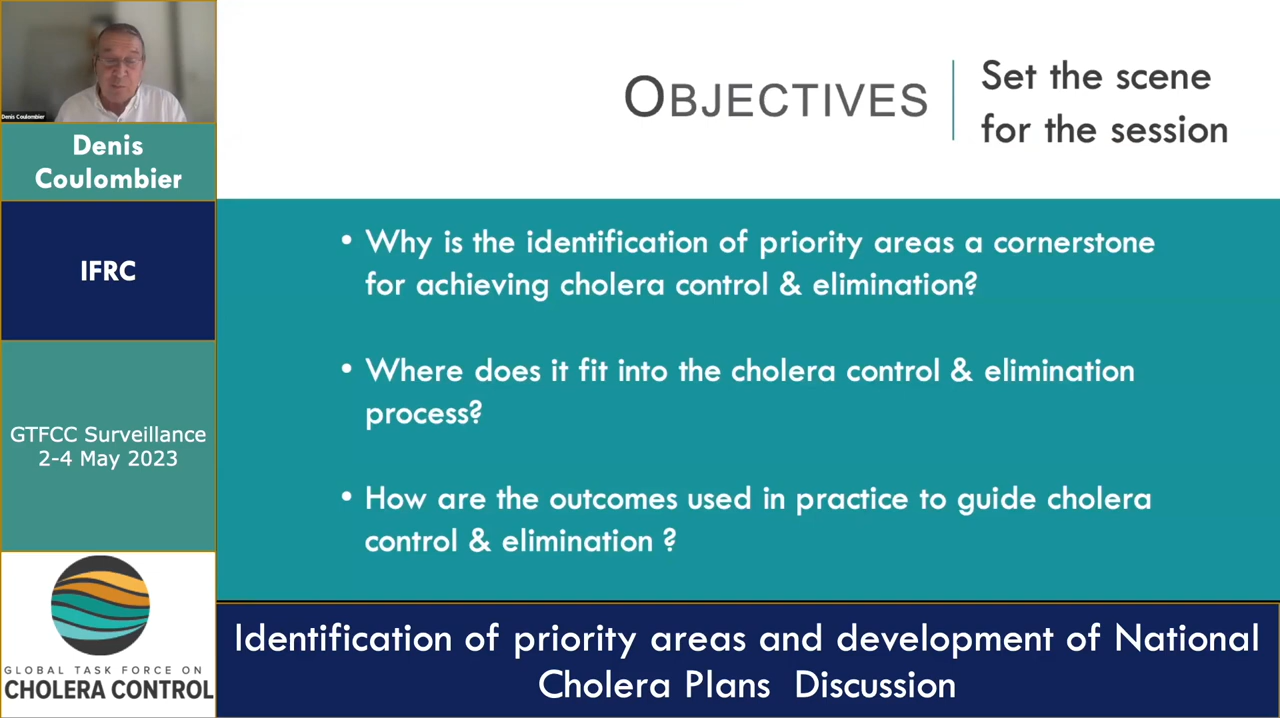 Denis Coulombier
Denis
Coulombier
IFRC
GTFCC Surveillance
2-4 May 2023
GLOBAL TASK FORCE ON
CHOLERA CONTROL
OBJECTIVES
Set the scene
for the session
• Why is the identification of priority areas a cornerstone
for achieving cholera control & elimination?
• Where does it fit into the cholera control & elimination
process?
• How are the outcomes used in practice to guide cholera
control & elimination ?
Identification of priority areas and development of National
Cholera Plans  Discussion